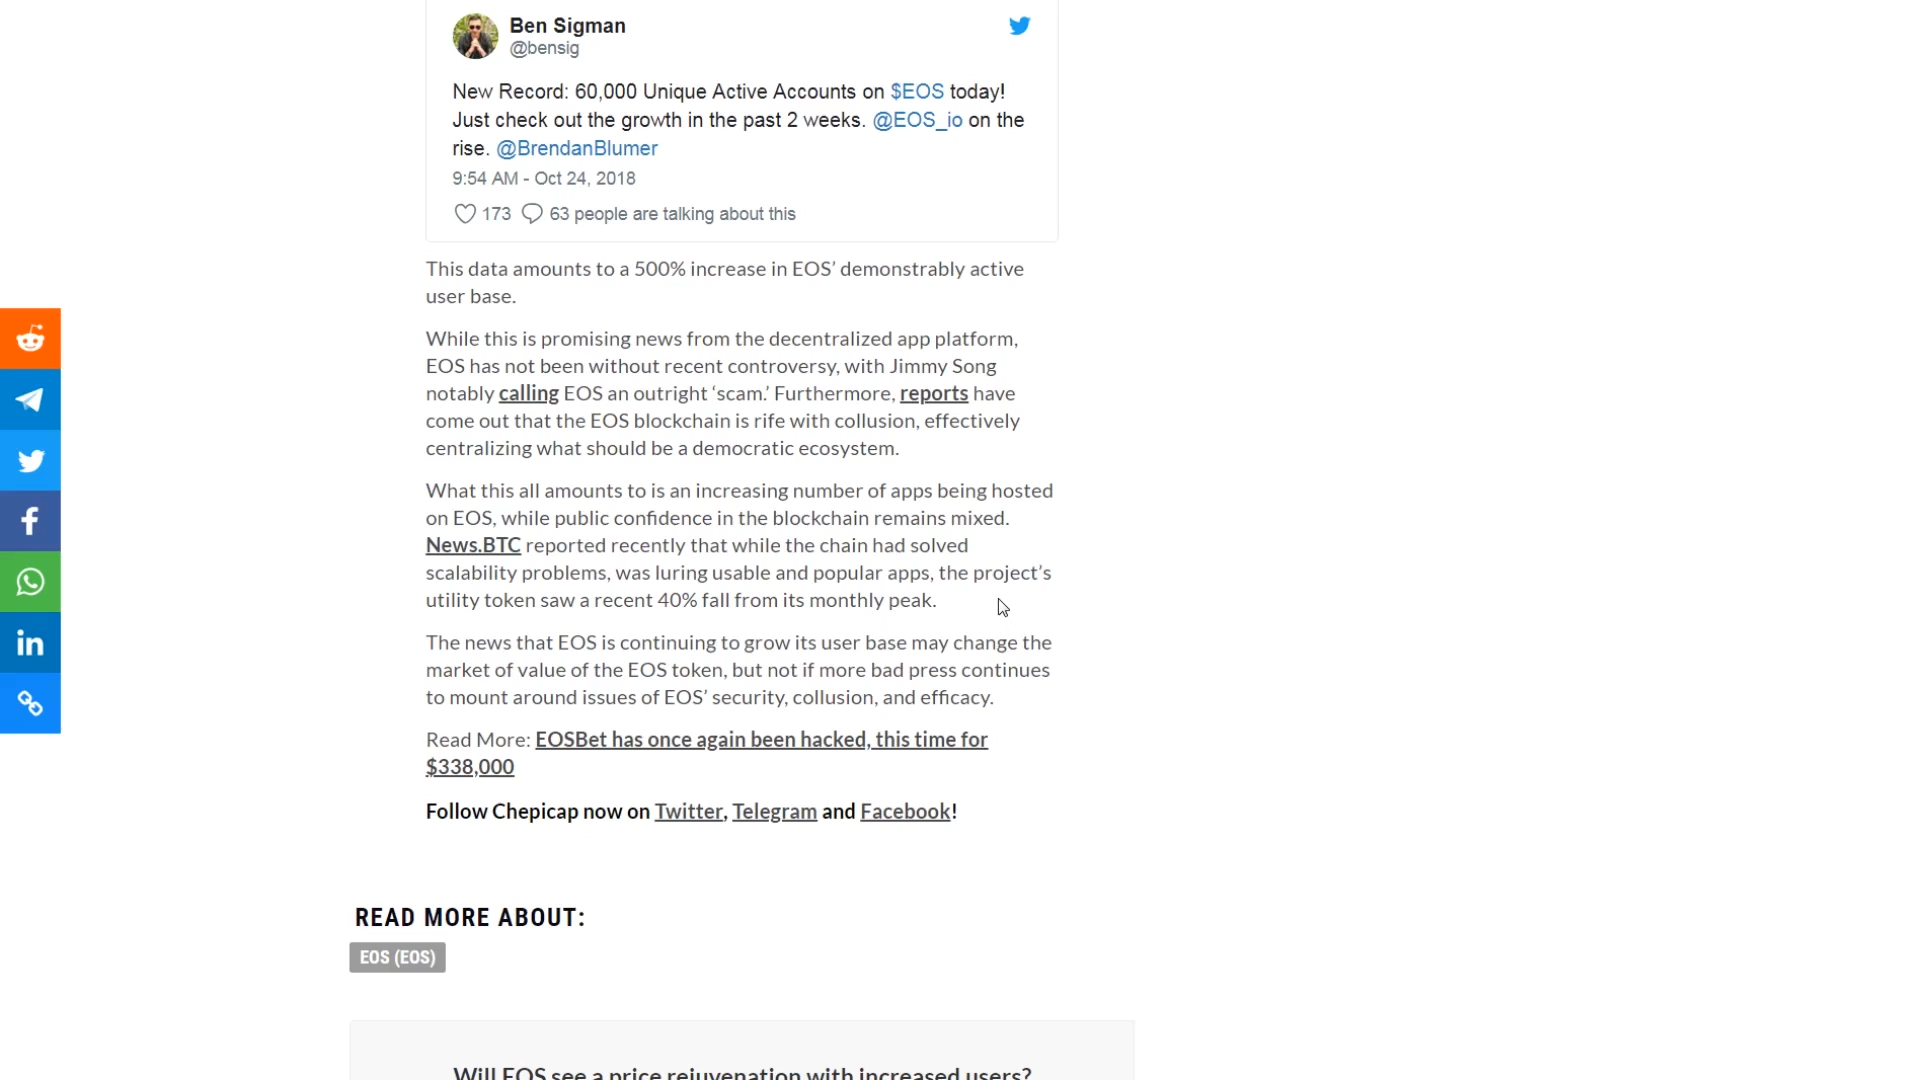 Ben Sigman
@bensig
New Record: 60,000 Unique Active Accounts on $EOS today!
Just check out the growth in the past 2 weeks. @EOS_io on the
rise. @BrendanBlumer
9:54 AM - Oct 24, 2018
173 63 people are talking about this
This data amounts to a 500% increase in EOS’ demonstrably active
user base.
While this is promising news from the decentralized app platform,
EOS has not been without recent controversy, with Jimmy Song
notably calling EOS an outright ‘scam.’ Furthermore, reports have
come out that the EOS blockchain is rife with collusion, effectively
centralizing what should be a democratic ecosystem.
What this all amounts to is an increasing number of apps being hosted
on EOS, while public confidence in the blockchain remains mixed.
News.BTC reported recently that while the chain had solved
scalability problems, was luring usable and popular apps, the project’s
utility token saw a recent 40% fall from its monthly peak.
The news that EOS is continuing to grow its user base may change the
market of value of the EOS token, but not if more bad press continues
to mount around issues of EOS’ security, collusion, and efficacy.
Read More: EOSBet has once again been hacked, this time for
$338,000
Follow Chepicap now on Twitter, Telegram and Facebook!
READ MORE ABOUT:
EOS (EOS)
Will EOS see a price rejuvenation with increased users?